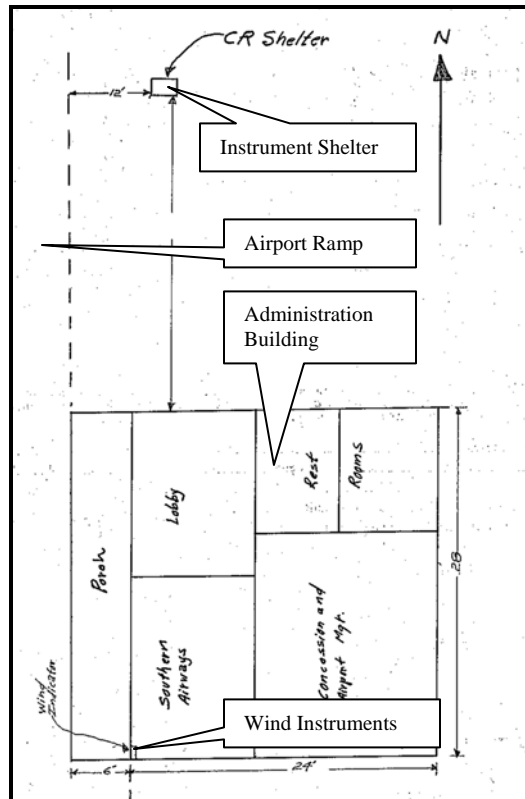 CR Shelter
N
12'
Instrument Shelter
Airport Ramp
Administration
Building
Rest
Rooms
Lobby
Porch
28
Southern
Airways
Concession and
Airport Mgt.
Wind
Indicator
Wind Instruments
6'
24'